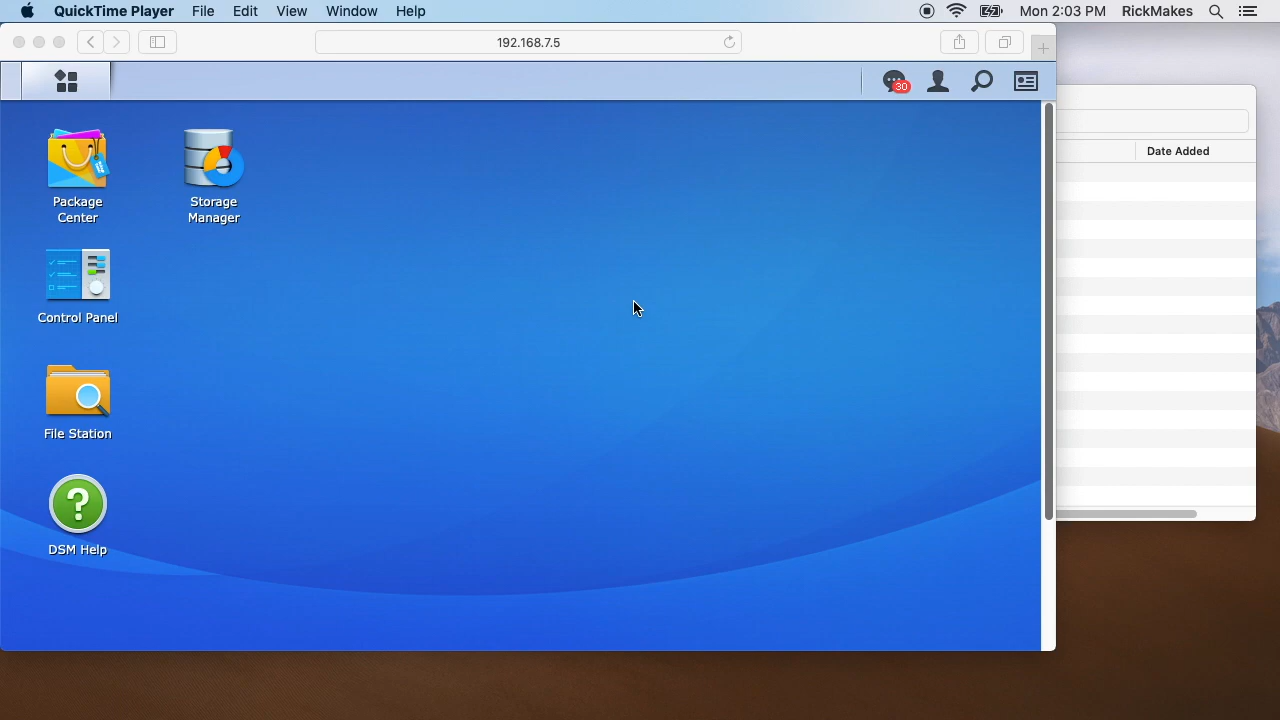 QuickTime Player File Edit View Window Help Mon 2:03 PM RickMakes
192.168.7.5
30
Date Added
Package
Center
Storage
Manager
Control Panel
File Station
DSM Help